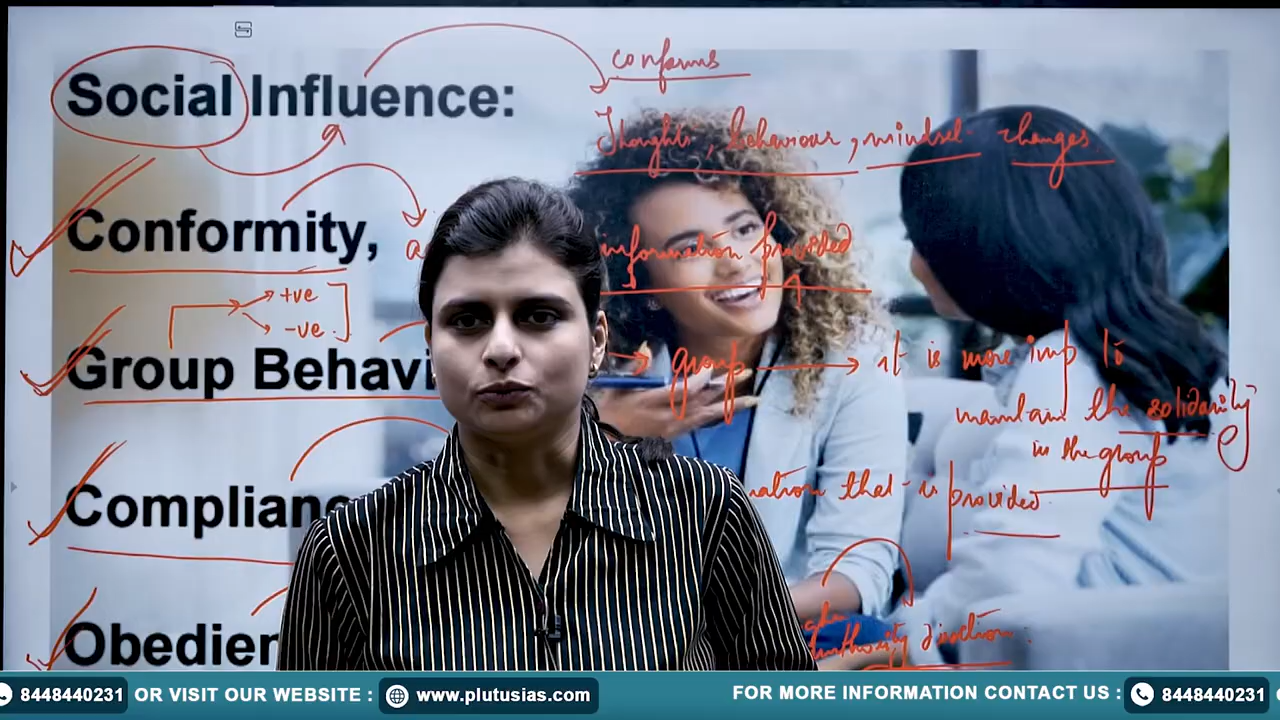 Social Influence:
conforms
Thoughts, behaviour, mindset changes
Conformity,
information provided
+ve
-ve
Group Behavi
group → it is more imp to
maintain the solidarity
in the group
Complianc
that is provided
Obedien
authority direction
8448440231 OR VISIT OUR WEBSITE : www.plutusias.com FOR MORE INFORMATION CONTACT US : 8448440231